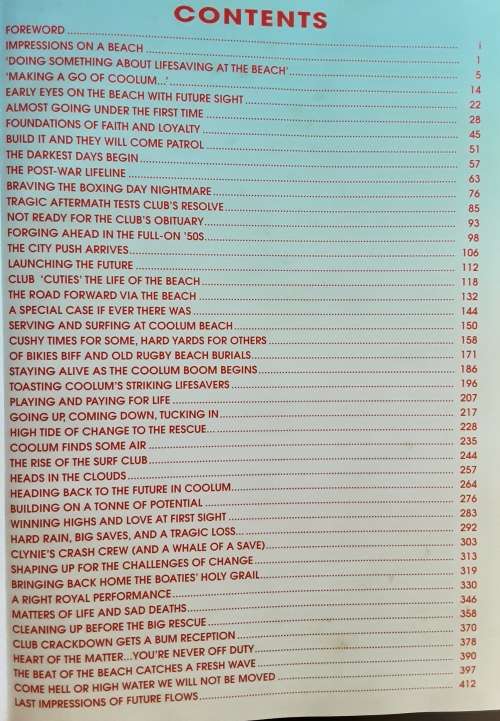 CONTENTS
FOREWORD i
IMPRESSIONS ON A BEACH 1
'DOING SOMETHING ABOUT LIFESAVING AT THE BEACH' 5
'MAKING A GO OF COOLUM...' 14
EARLY EYES ON THE BEACH WITH FUTURE SIGHT 22
ALMOST GOING UNDER THE FIRST TIME 28
FOUNDATIONS OF FAITH AND LOYALTY 45
BUILD IT AND THEY WILL COME PATROL 51
THE DARKEST DAYS BEGIN 57
THE POST-WAR LIFELINE 63
BRAVING THE BOXING DAY NIGHTMARE 76
TRAGIC AFTERMATH TESTS CLUB'S RESOLVE 85
NOT READY FOR THE CLUB'S OBITUARY 93
FORGING AHEAD IN THE FULL-ON '50S 98
THE CITY PUSH ARRIVES 106
LAUNCHING THE FUTURE 112
CLUB 'CUTIES' THE LIFE OF THE BEACH 118
THE ROAD FORWARD VIA THE BEACH 132
A SPECIAL CASE IF EVER THERE WAS 144
SERVING AND SURFING AT COOLUM BEACH 150
CUSHY TIMES FOR SOME, HARD YARDS FOR OTHERS 158
OF BIKIES BIFF AND OLD RUGBY BEACH BURIALS 171
STAYING ALIVE AS THE COOLUM BOOM BEGINS 186
TOASTING COOLUM'S STRIKING LIFESAVERS 196
PLAYING AND PAYING FOR LIFE 207
GOING UP, COMING DOWN, TUCKING IN 217
HIGH TIDE OF CHANGE TO THE RESCUE 228
COOLUM FINDS SOME AIR 235
THE RISE OF THE SURF CLUB 244
HEADS IN THE CLOUDS 257
HEADING BACK TO THE FUTURE IN COOLUM 264
BUILDING ON A TONNE OF POTENTIAL 276
WINNING HIGHS AND LOVE AT FIRST SIGHT 283
HARD RAIN, BIG SAVES, AND A TRAGIC LOSS 292
CLYNIE'S CRASH CREW (AND A WHALE OF A SAVE) 303
SHAPING UP FOR THE CHALLENGES OF CHANGE 313
BRINGING BACK HOME THE BOATIES' HOLY GRAIL 319
A RIGHT ROYAL PERFORMANCE 330
MATTERS OF LIFE AND SAD DEATHS 346
CLEANING UP BEFORE THE BIG RESCUE 358
CLUB CRACKDOWN GETS A BUM RECEPTION 370
HEART OF THE MATTER...YOU'RE NEVER OFF DUTY 378
THE BEAT OF THE BEACH CATCHES A FRESH WAVE 390
COME HELL OR HIGH WATER WE WILL NOT BE MOVED 397
LAST IMPRESSIONS OF FUTURE FLOWS 412